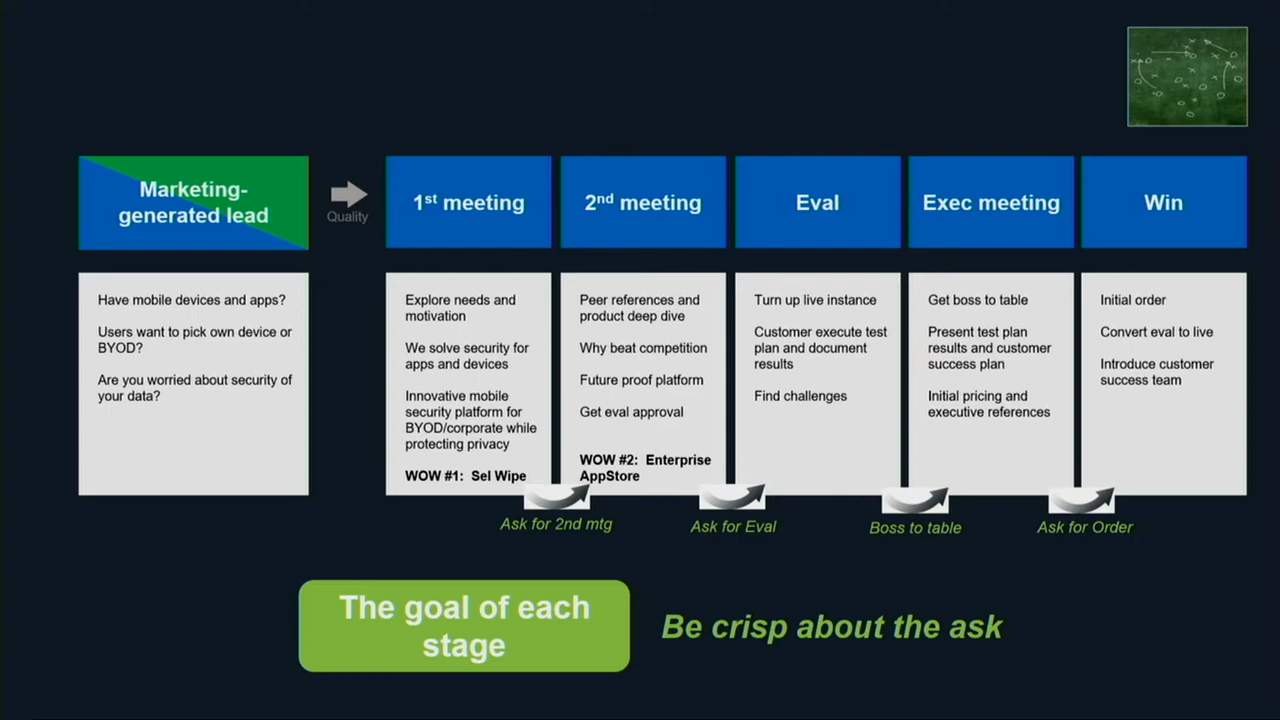 Marketing-
generated lead
Quality
1st meeting
2nd meeting
Eval
Exec meeting
Win
Have mobile devices and apps?
Users want to pick own device or
BYOD?
Are you worried about security of
your data?
Explore needs and
motivation
We solve security for
apps and devices
Innovative mobile
security platform for
BYOD/corporate while
protecting privacy
WOW #1: Sel Wipe
Peer references and
product deep dive
Why beat competition
Future proof platform
Get eval approval
WOW #2: Enterprise
AppStore
Turn up live instance
Customer execute test
plan and document
results
Find challenges
Get boss to table
Present test plan
results and customer
success plan
Initial pricing and
executive references
Initial order
Convert eval to live
Introduce customer
success team
Ask for 2nd mtg
Ask for Eval
Boss to table
Ask for Order
The goal of each
stage
Be crisp about the ask